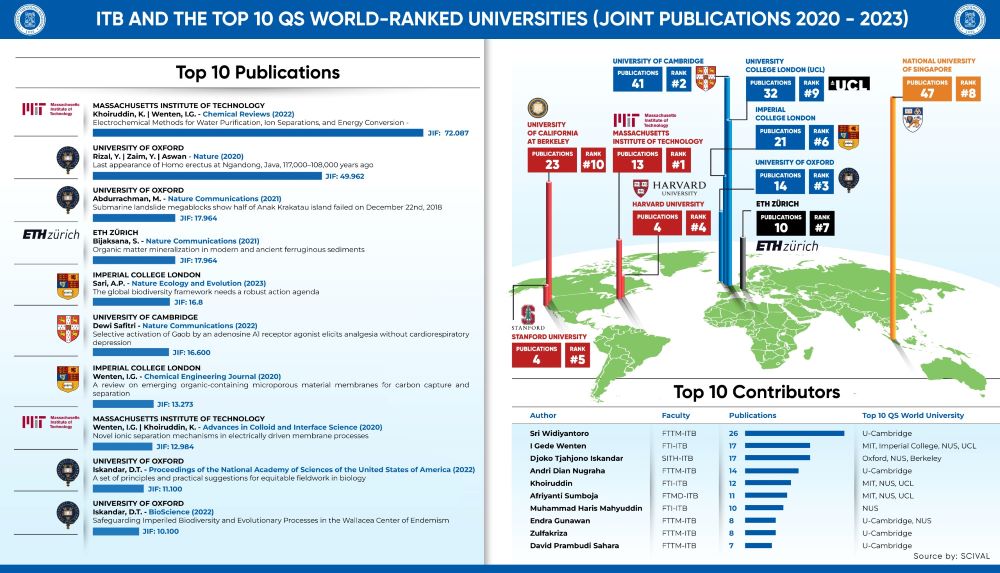 ITB AND THE TOP 10 QS WORLD-RANKED UNIVERSITIES (JOINT PUBLICATIONS 2020 - 2023)
Top 10 Publications
MIT Massachusetts Institute of Technology
MASSACHUSETTS INSTITUTE OF TECHNOLOGY
Khoiruddin, K. | Wenten, I.G. - Chemical Reviews (2022)
Electrochemical Methods for Water Purification, Ion Separations, and Energy Conversion -
JIF: 72.087
UNIVERSITY OF OXFORD
Rizal, Y. | Zaim, Y. | Aswan - Nature (2020)
Last appearance of Homo erectus at Ngandong, Java, 117,000–108,000 years ago
JIF: 49.962
UNIVERSITY OF OXFORD
Abdurrachman, M. - Nature Communications (2021)
Submarine landslide megablocks show half of Anak Krakatau island failed on December 22nd, 2018
JIF: 17.964
ETH zürich
ETH ZÜRICH
Bijaksana, S. - Nature Communications (2021)
Organic matter mineralization in modern and ancient ferruginous sediments
JIF: 17.964
IMPERIAL COLLEGE LONDON
Sari, A.P. - Nature Ecology and Evolution (2023)
The global biodiversity framework needs a robust action agenda
JIF: 16.8
UNIVERSITY OF CAMBRIDGE
Dewi Safitri - Nature Communications (2022)
Selective activation of Gαob by an adenosine A1 receptor agonist elicits analgesia without cardiorespiratory
depression
JIF: 16.600
IMPERIAL COLLEGE LONDON
Wenten, I.G. - Chemical Engineering Journal (2020)
A review on emerging organic-containing microporous material membranes for carbon capture and
separation
JIF: 13.273
MIT Massachusetts Institute of Technology
MASSACHUSETTS INSTITUTE OF TECHNOLOGY
Wenten, I.G. | Khoiruddin, K. - Advances in Colloid and Interface Science (2020)
Novel ionic separation mechanisms in electrically driven membrane processes
JIF: 12.984
UNIVERSITY OF OXFORD
Iskandar, D.T. - Proceedings of the National Academy of Sciences of the United States of America (2022)
A set of principles and practical suggestions for equitable fieldwork in biology
JIF: 11.100
UNIVERSITY OF OXFORD
Iskandar, D.T. - BioScience (2022)
Safeguarding Imperiled Biodiversity and Evolutionary Processes in the Wallacea Center of Endemism
JIF: 10.100
UNIVERSITY OF CAMBRIDGE
PUBLICATIONS 41 RANK #2
UNIVERSITY
COLLEGE LONDON (UCL)
PUBLICATIONS 32 RANK #9
UCL
NATIONAL UNIVERSITY
OF SINGAPORE
PUBLICATIONS 47 RANK #8
IMPERIAL
COLLEGE LONDON
PUBLICATIONS 21 RANK #6
UNIVERSITY
OF CALIFORNIA
AT BERKELEY
PUBLICATIONS 23 RANK #10
MIT Massachusetts Institute of Technology
MASSACHUSETTS
INSTITUTE OF TECHNOLOGY
PUBLICATIONS 13 RANK #1
UNIVERSITY OF OXFORD
PUBLICATIONS 14 RANK #3
HARVARD
UNIVERSITY
HARVARD UNIVERSITY
PUBLICATIONS 4 RANK #4
ETH ZÜRICH
PUBLICATIONS 10 RANK #7
ETH zürich
STANFORD
STANFORD UNIVERSITY
PUBLICATIONS 4 RANK #5
Top 10 Contributors
Author Faculty Publications Top 10 QS World University
Sri Widiyantoro FTTM-ITB 26 U-Cambridge
I Gede Wenten FTI-ITB 17 MIT, Imperial College, NUS, UCL
Djoko Tjahjono Iskandar SITH-ITB 17 Oxford, NUS, Berkeley
Andri Dian Nugraha FTTM-ITB 14 U-Cambridge
Khoiruddin FTI-ITB 12 MIT, NUS, UCL
Afriyanti Sumboja FTMD-ITB 11 MIT, NUS, UCL
Muhammad Haris Mahyuddin FTI-ITB 10 NUS
Endra Gunawan FTTM-ITB 8 U-Cambridge, NUS
Zulfakriza FTTM-ITB 8 U-Cambridge
David Prambudi Sahara FTTM-ITB 7 U-Cambridge
Source by: SCIVAL